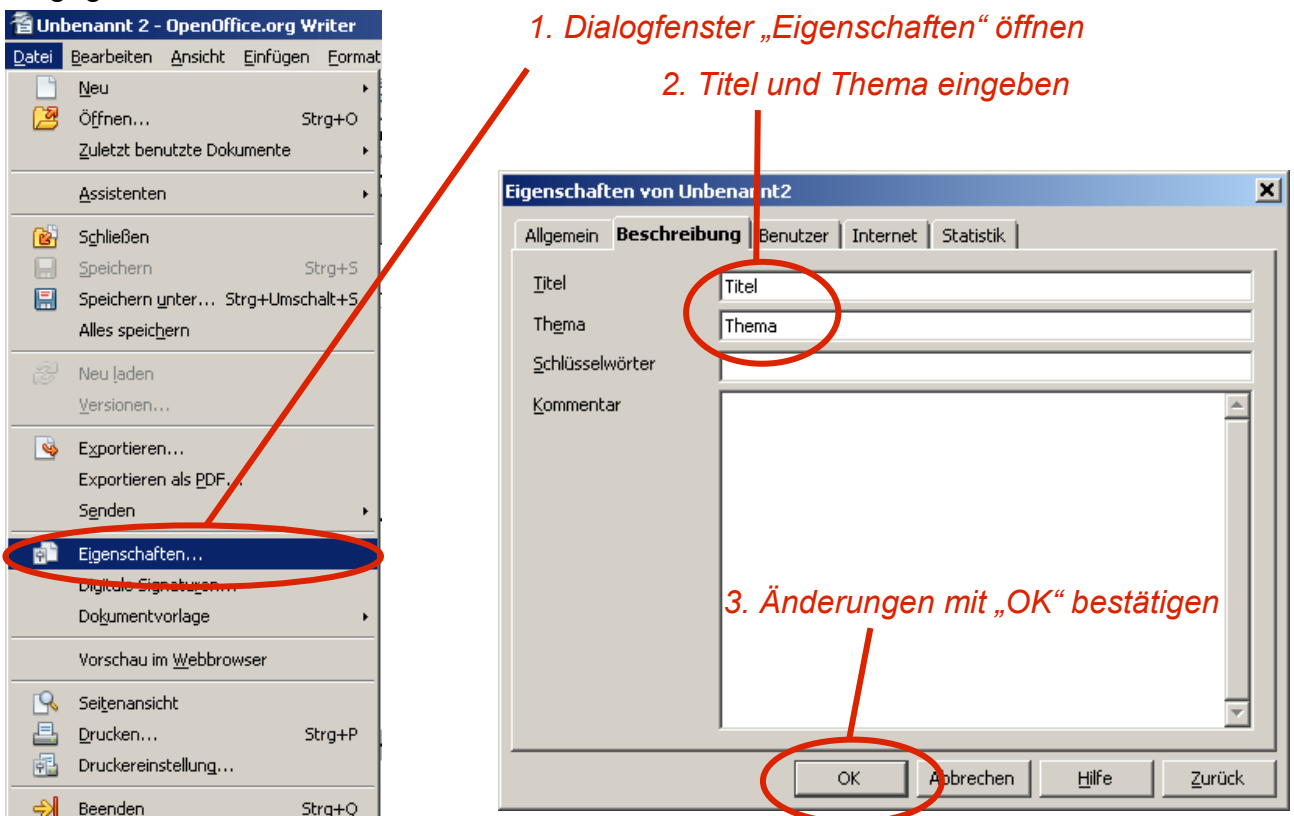 Unbenannt 2 - OpenOffice.org Writer
Datei Bearbeiten Ansicht Einfügen Format
Neu
Öffnen... Strg+O
Zuletzt benutzte Dokumente
Assistenten
Schließen
Speichern Strg+S
Speichern unter... Strg+Umschalt+S
Alles speichern
Neu laden
Versionen...
Exportieren...
Exportieren als PDF...
Senden
Eigenschaften...
Digitale Signaturen...
Dokumentvorlage
Vorschau im Webbrowser
Seitenansicht
Drucken... Strg+P
Druckereinstellung...
Beenden Strg+Q
1. Dialogfenster „Eigenschaften“ öffnen
2. Titel und Thema eingeben
Eigenschaften von Unbenannt2
Allgemein Beschreibung Benutzer Internet Statistik
Titel Titel
Thema Thema
Schlüsselwörter
Kommentar
3. Änderungen mit „OK“ bestätigen
OK Abbrechen Hilfe Zurück